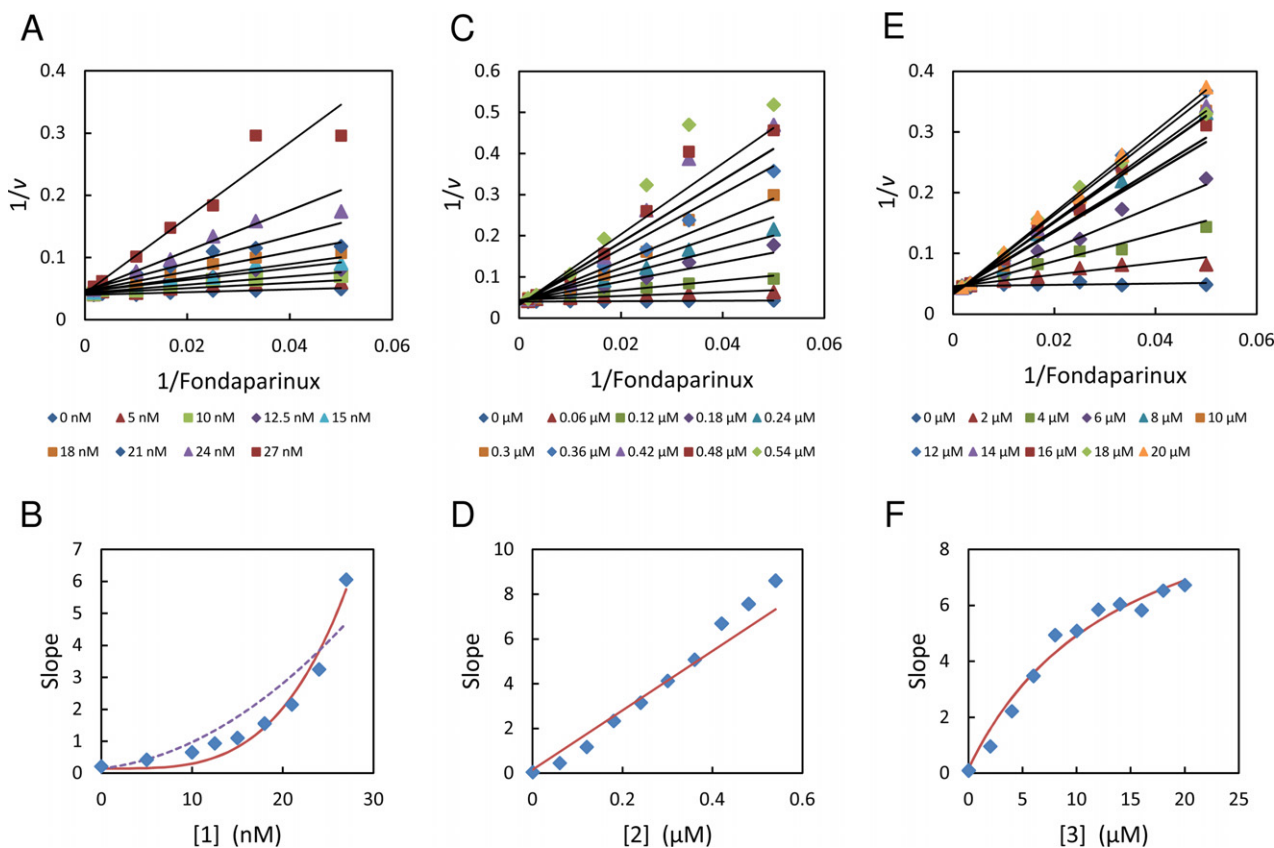 A
C
E
0.4
0.3
0.2
0.1
0
1/v
0 0.02 0.04 0.06
1/Fondaparinux
0.6
0.5
0.4
0.3
0.2
0.1
0
1/v
0 0.02 0.04 0.06
1/Fondaparinux
0.4
0.3
0.2
0.1
0
1/v
0 0.02 0.04 0.06
1/Fondaparinux
0 nM 5 nM 10 nM 12.5 nM 15 nM
18 nM 21 nM 24 nM 27 nM
0 μM 0.06 μM 0.12 μM 0.18 μM 0.24 μM
0.3 μM 0.36 μM 0.42 μM 0.48 μM 0.54 μM
0 μM 2 μM 4 μM 6 μM 8 μM 10 μM
12 μM 14 μM 16 μM 18 μM 20 μM
B
D
F
7
6
5
4
3
2
1
0
Slope
0 10 20 30
[1] (nM)
10
8
6
4
2
0
Slope
0.0 0.2 0.4 0.6
[2] (μM)
8
6
4
2
0
Slope
0 5 10 15 20 25
[3] (μM)